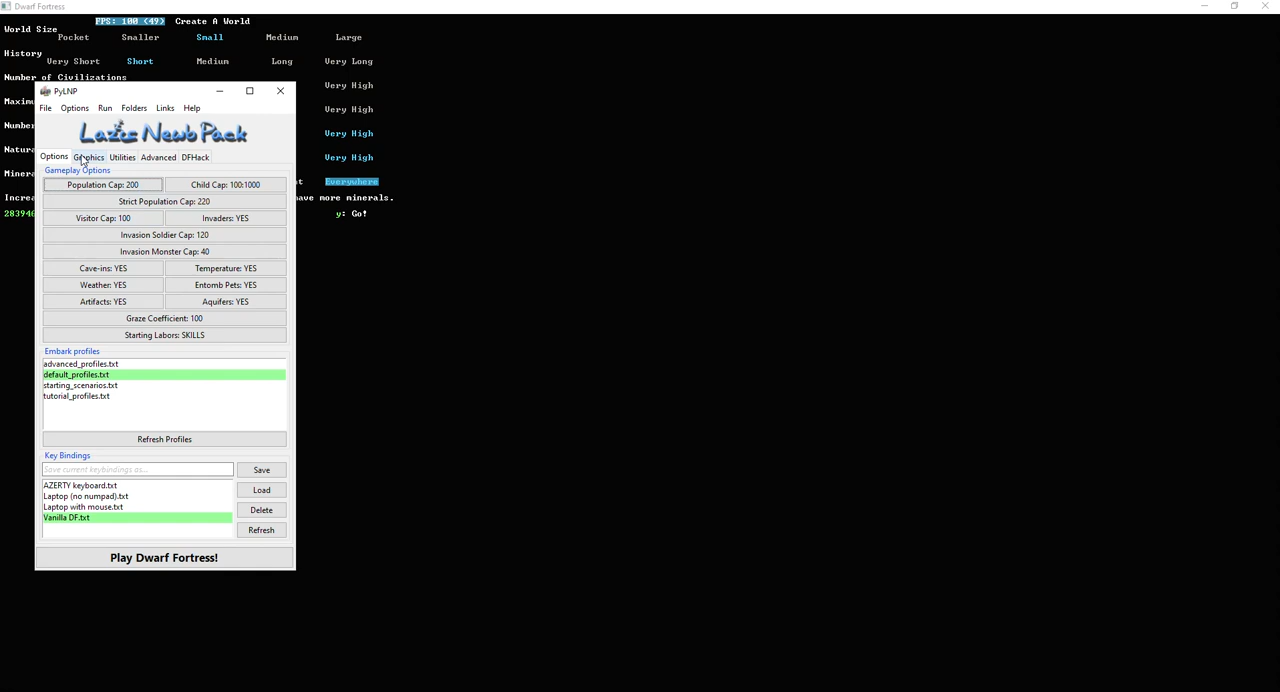 Dwarf Fortress
FPS: 100 (49) Create A World
World Size
Pocket Smaller Small Medium Large
History
Very Short Short Medium Long Very Long
Number of Civilizations
Very High
Maximu
Very High
Number
Very High
Natura
Very High
Minera
t Everywhere
Increa
have more minerals.
283946
y: Go!
PyLNP
File Options Run Folders Links Help
Lazy Newb Pack
Options Graphics Utilities Advanced DFHack
Gameplay Options
Population Cap: 200 Child Cap: 100:1000
Strict Population Cap: 220
Visitor Cap: 100 Invaders: YES
Invasion Soldier Cap: 120
Invasion Monster Cap: 40
Cave-ins: YES Temperature: YES
Weather: YES Entomb Pets: YES
Artifacts: YES Aquifers: YES
Graze Coefficient: 100
Starting Labors: SKILLS
Embark profiles
advanced_profiles.txt
default_profiles.txt
starting_scenarios.txt
tutorial_profiles.txt
Refresh Profiles
Key Bindings
Save current keybindings as... Save
AZERTY keyboard.txt
Laptop (no numpad).txt
Laptop with mouse.txt
Vanilla DF.txt
Load
Delete
Refresh
Play Dwarf Fortress!